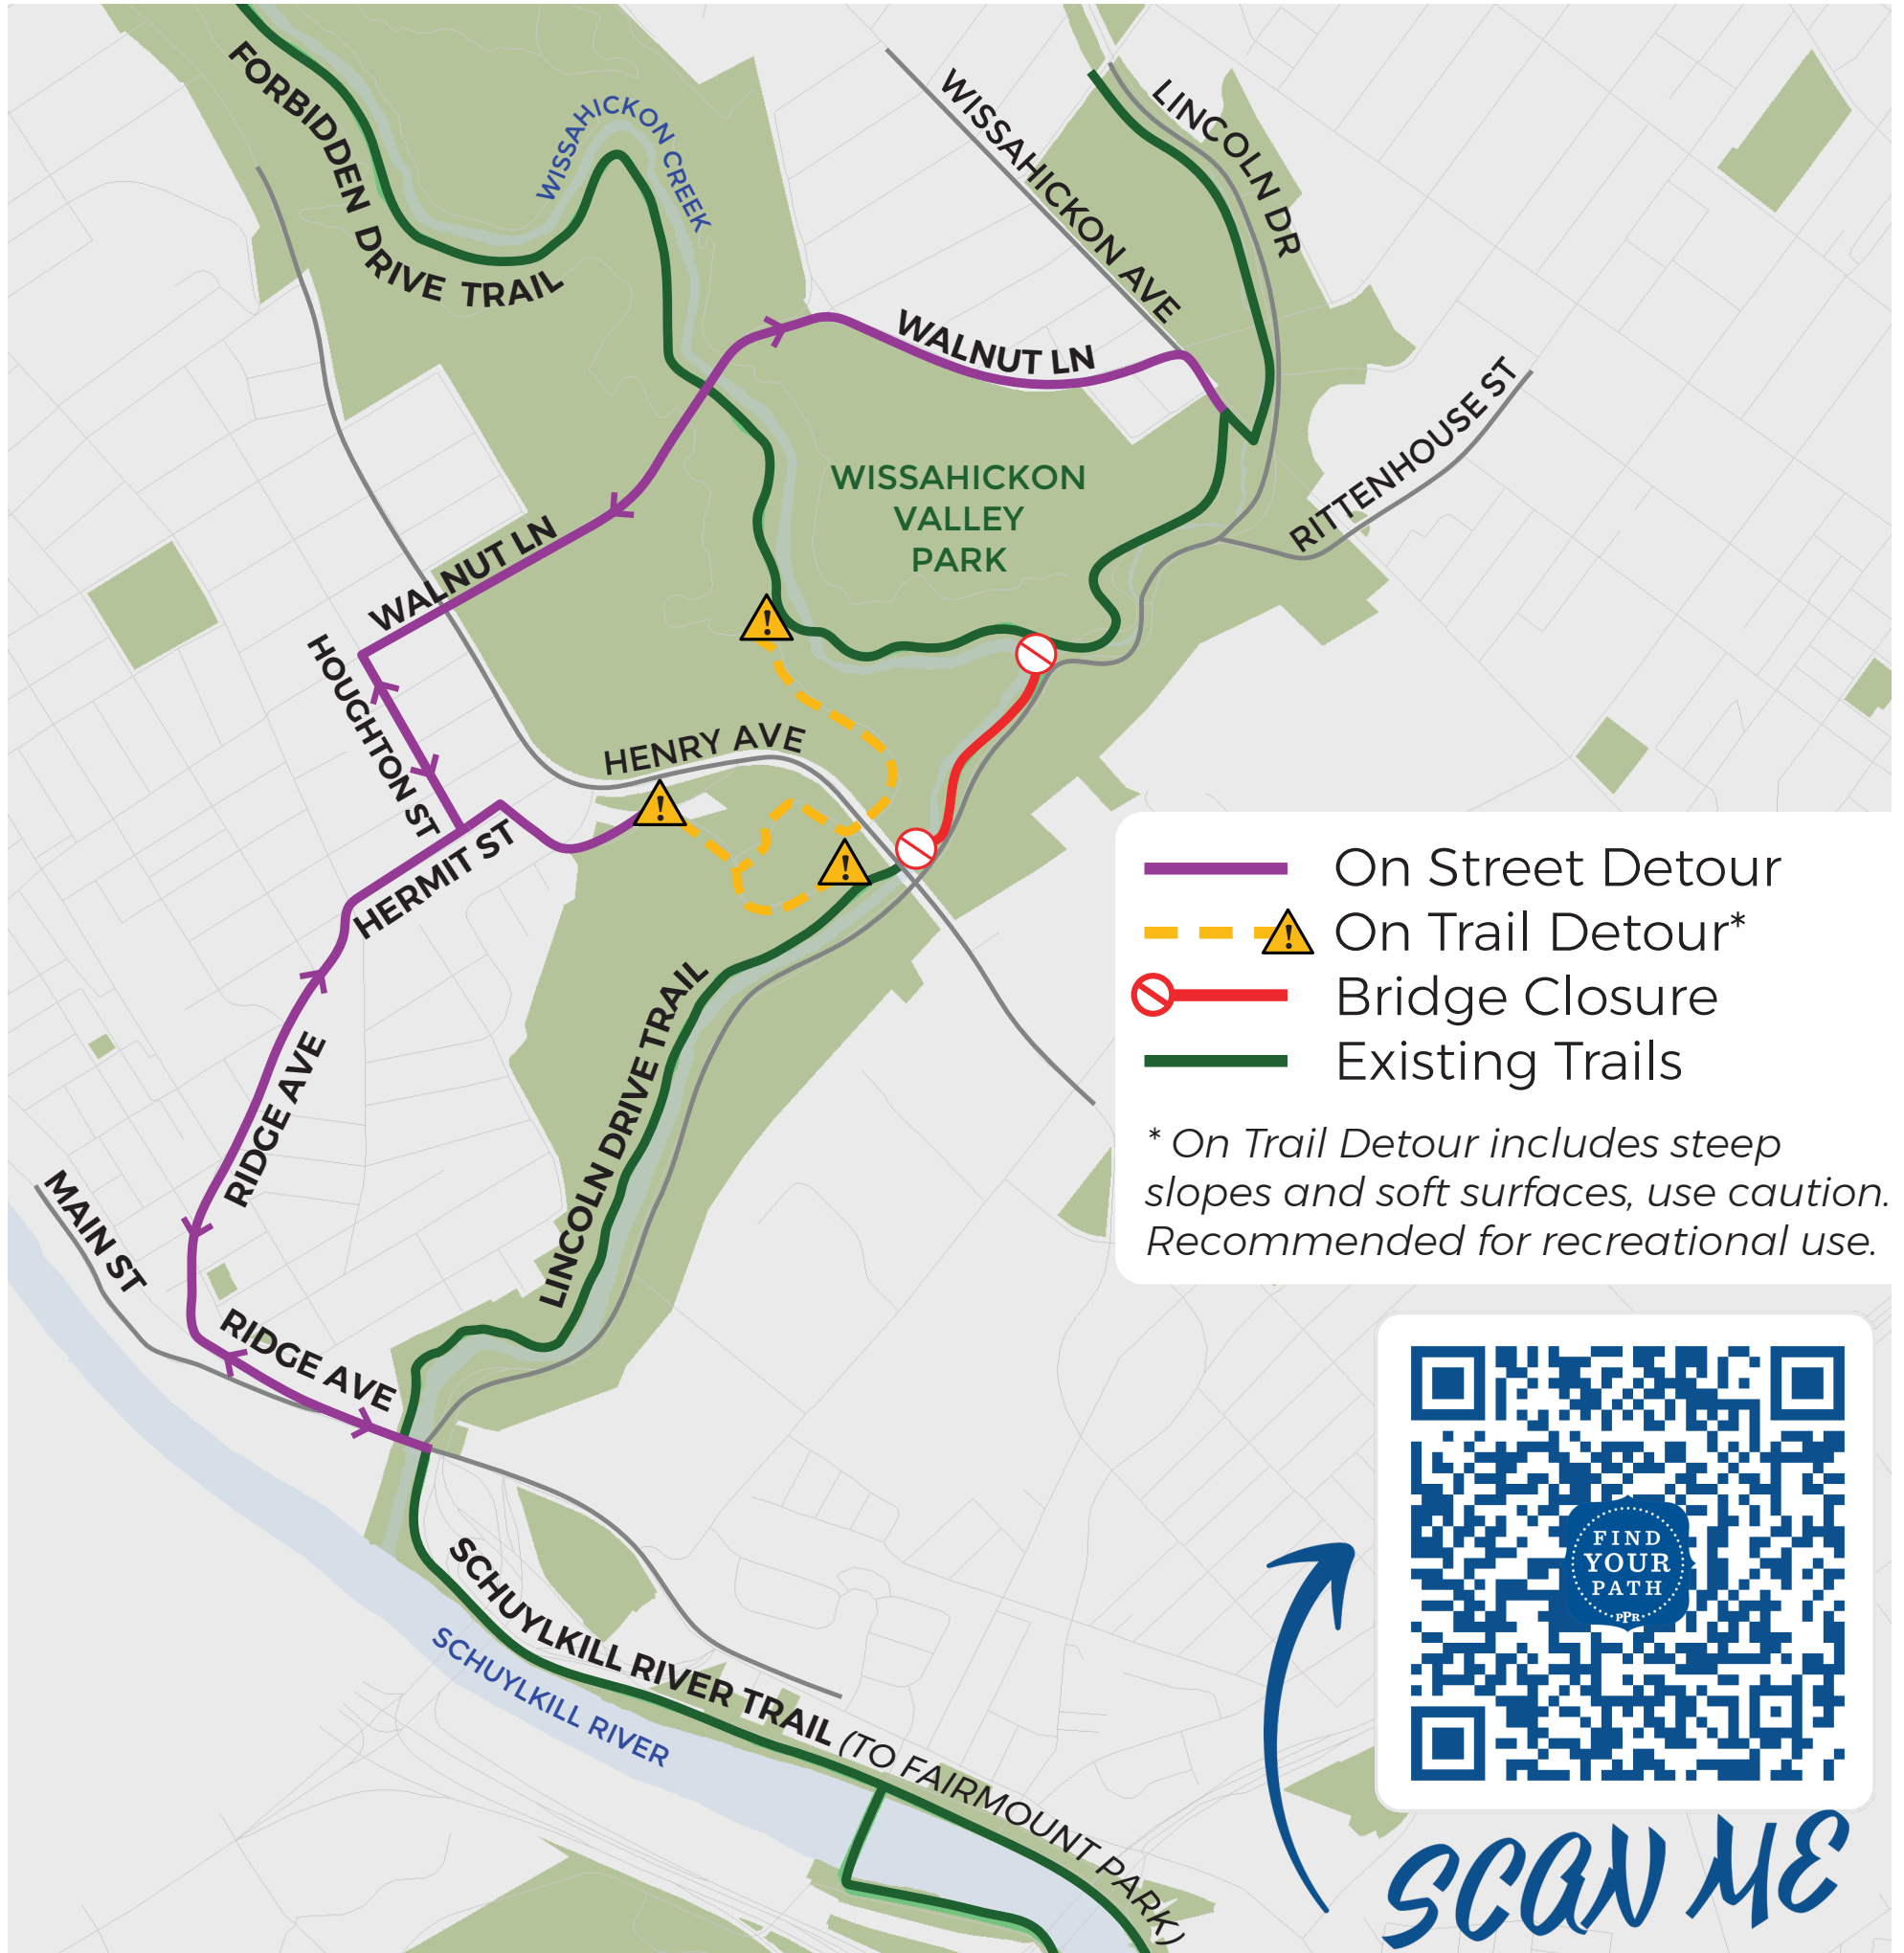 FORBIDDEN DRIVE TRAIL
WISSAHICKON CREEK
WISSAHICKON AVE
LINCOLN DR
WALNUT LN
RITTENHOUSE ST
WISSAHICKON
VALLEY
PARK
WALNUT LN
HOUGHTON ST
HENRY AVE
HERMIT ST
RIDGE AVE
LINCOLN DRIVE TRAIL
MAIN ST
RIDGE AVE
SCHUYLKILL RIVER TRAIL (TO FAIRMOUNT PARK)
SCHUYLKILL RIVER
On Street Detour
On Trail Detour*
Bridge Closure
Existing Trails
* On Trail Detour includes steep
slopes and soft surfaces, use caution.
Recommended for recreational use.
FIND
YOUR
PATH
PPR
SCAN ME